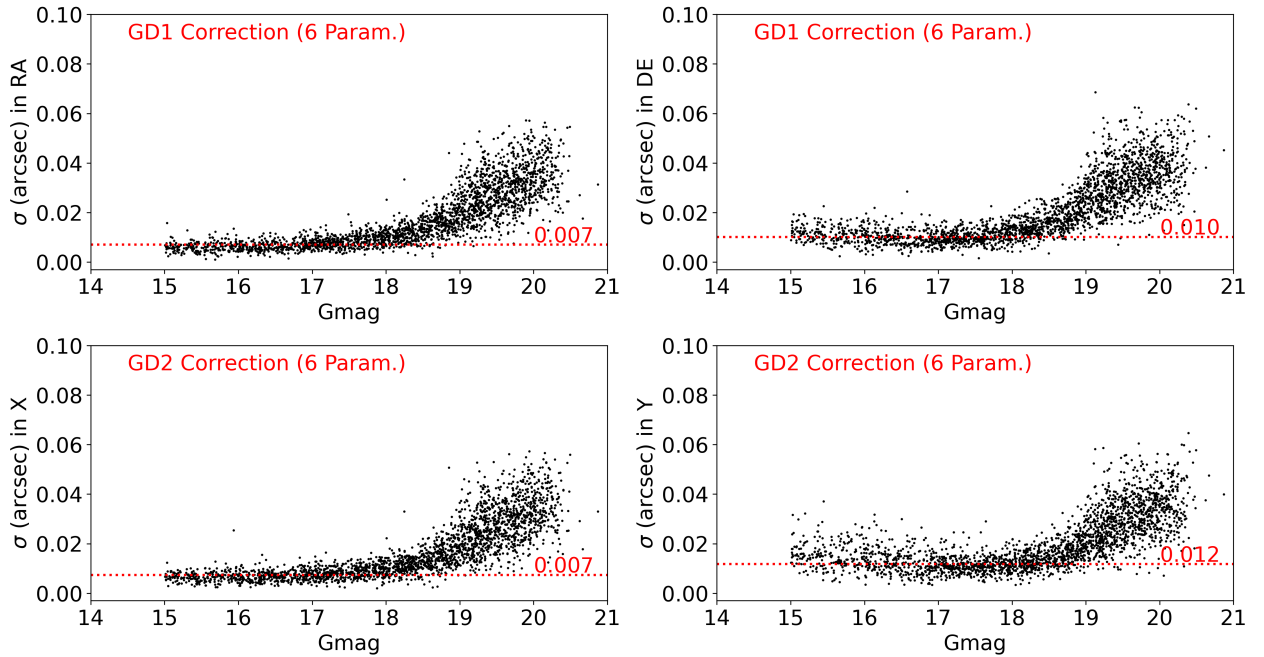 GD1 Correction (6 Param.)
σ (arcsec) in RA
0.10
0.08
0.06
0.04
0.02
0.00
0.007
14 15 16 17 18 19 20 21
Gmag
GD1 Correction (6 Param.)
σ (arcsec) in DE
0.10
0.08
0.06
0.04
0.02
0.00
0.010
14 15 16 17 18 19 20 21
Gmag
GD2 Correction (6 Param.)
σ (arcsec) in X
0.10
0.08
0.06
0.04
0.02
0.00
0.007
14 15 16 17 18 19 20 21
Gmag
GD2 Correction (6 Param.)
σ (arcsec) in Y
0.10
0.08
0.06
0.04
0.02
0.00
0.012
14 15 16 17 18 19 20 21
Gmag